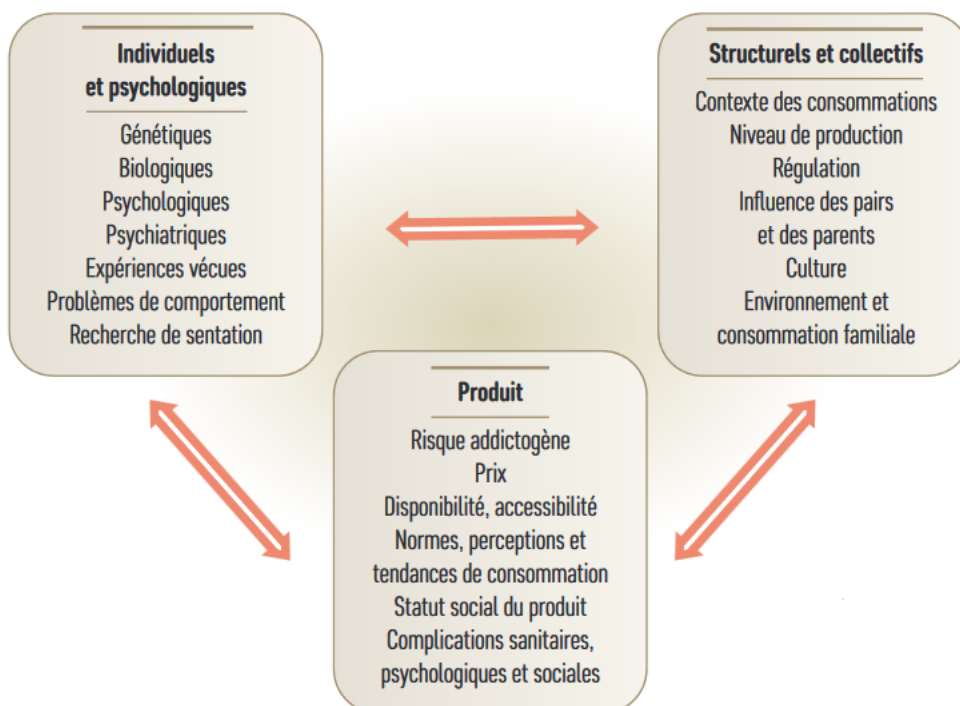 Individuels
et psychologiques
Génétiques
Biologiques
Psychologiques
Psychiatriques
Expériences vécues
Problèmes de comportement
Recherche de sentation
Structurels et collectifs
Contexte des consommations
Niveau de production
Régulation
Influence des pairs
et des parents
Culture
Environnement et
consommation familiale
Produit
Risque addictogène
Prix
Disponibilité, accessibilité
Normes, perceptions et
tendances de consommation
Statut social du produit
Complications sanitaires,
psychologiques et sociales